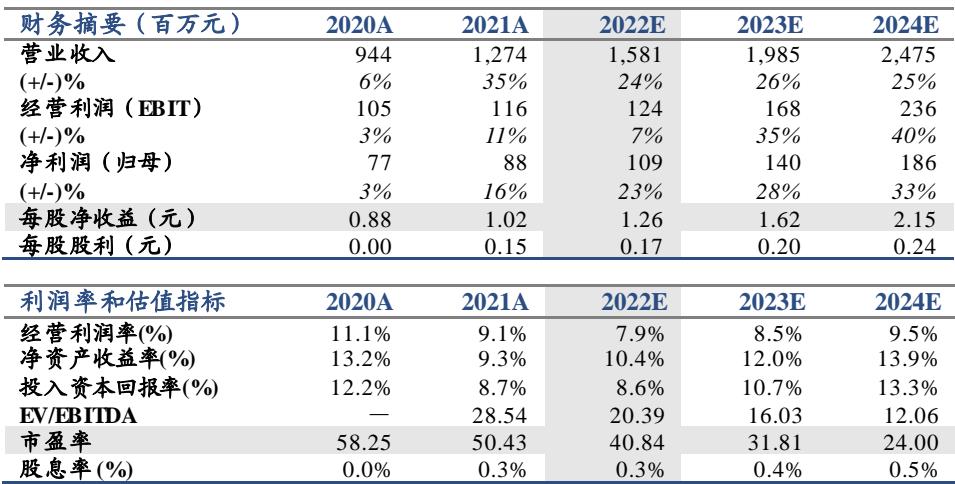 财务摘要（百万元） 2020A 2021A 2022E 2023E 2024E
营业收入 944 1,274 1,581 1,985 2,475
(+/-)% 6% 35% 24% 26% 25%
经营利润（EBIT） 105 116 124 168 236
(+/-)% 3% 11% 7% 35% 40%
净利润（归母） 77 88 109 140 186
(+/-)% 3% 16% 23% 28% 33%
每股净收益（元） 0.88 1.02 1.26 1.62 2.15
每股股利（元） 0.00 0.15 0.17 0.20 0.24
利润率和估值指标 2020A 2021A 2022E 2023E 2024E
经营利润率(%) 11.1% 9.1% 7.9% 8.5% 9.5%
净资产收益率(%) 13.2% 9.3% 10.4% 12.0% 13.9%
投入资本回报率(%) 12.2% 8.7% 8.6% 10.7% 13.3%
EV/EBITDA — 28.54 20.39 16.03 12.06
市盈率 58.25 50.43 40.84 31.81 24.00
股息率 (%) 0.0% 0.3% 0.3% 0.4% 0.5%